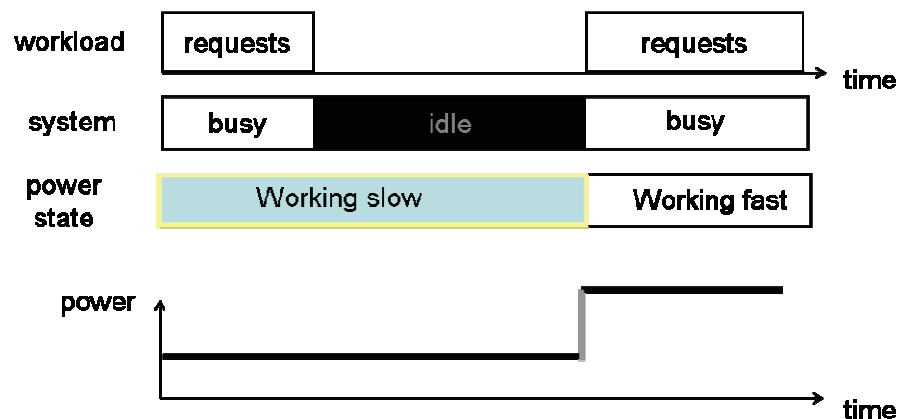 workload
requests
requests
time
system
busy
idle
busy
power
state
Working slow
Working fast
power
time